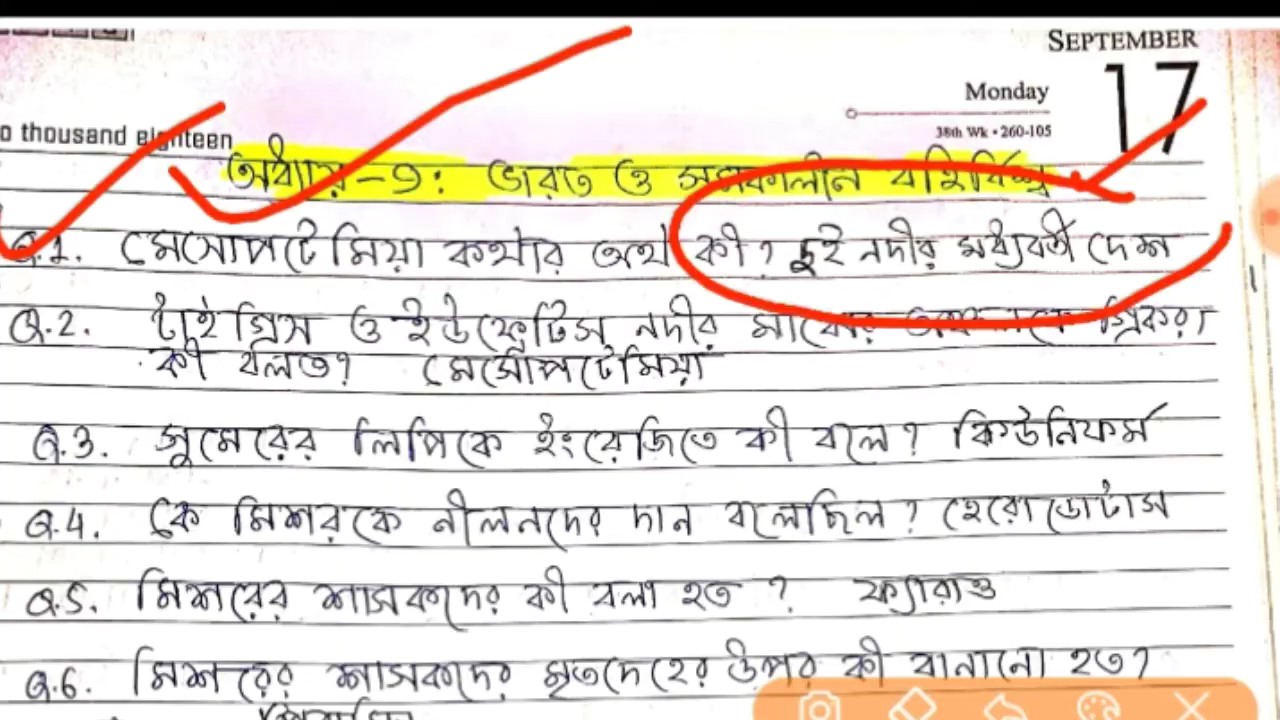 SEPTEMBER
17
Monday
38th Wk • 260-105
o thousand eighteen
অধ্যায়-9: ভারত ও সমকালীন বহির্বিশ্ব
Q.1. মেসোপটেমিয়া কথার অর্থ কী? দুই নদীর মধ্যবর্তী দেশ
Q.2. টাইগ্রিস ও ইউফ্রেটিস নদীর মাঝের অঞ্চলকে গ্রিকরা
কী বলত? মেসোপটেমিয়া
Q.3. সুমেরের লিপিকে ইংরেজিতে কী বলে? কিউনিফর্ম
Q.4. কে মিশরকে নীলনদের দান বলেছিল? হেরোডোটাস
Q.5. মিশরের শাসকদের কী বলা হত? ফ্যারাও
Q.6. মিশরের শাসকদের মৃতদেহের উপর কী বানানো হত?